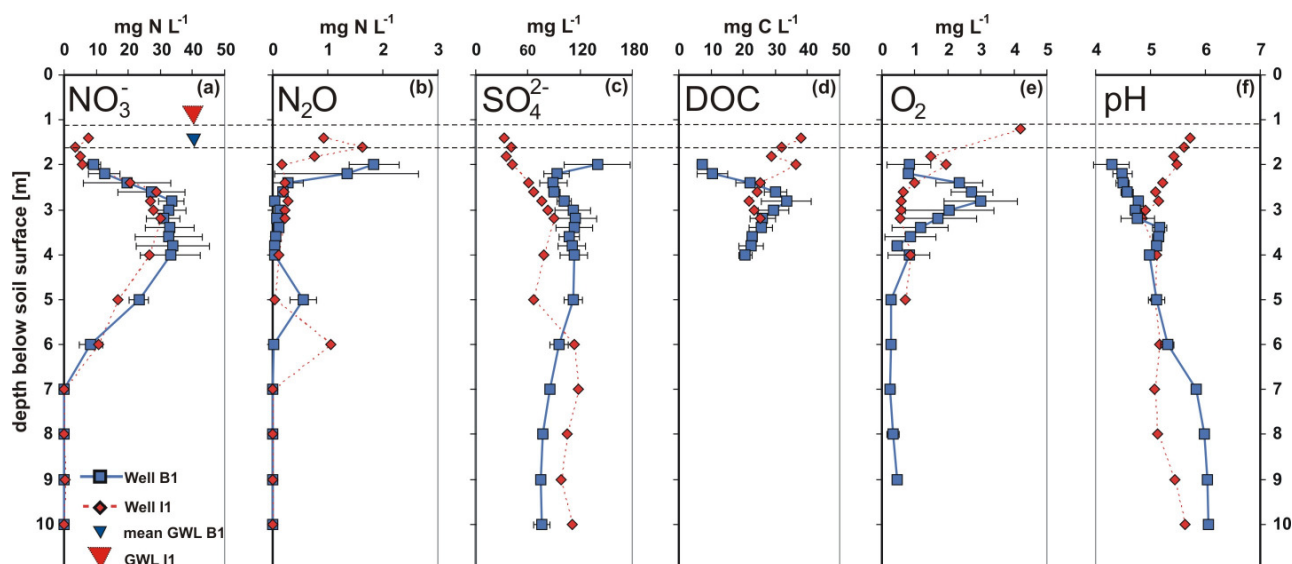 mg N L⁻¹ mg N L⁻¹ mg L⁻¹ mg C L⁻¹ mg L⁻¹
0 10 20 30 40 50 0 1 2 3 0 60 120 180 0 10 20 30 40 50 0 1 2 3 4 5 4 5 6 7
NO₃⁻ (a) N₂O (b) SO₄²⁻ (c) DOC (d) O₂ (e) pH (f)
depth below soil surface [m]
0 0
1 1
2 2
3 3
4 4
5 5
6 6
7 7
8 8
9 9
10 10
Well B1
Well I1
mean GWL B1
GWL I1